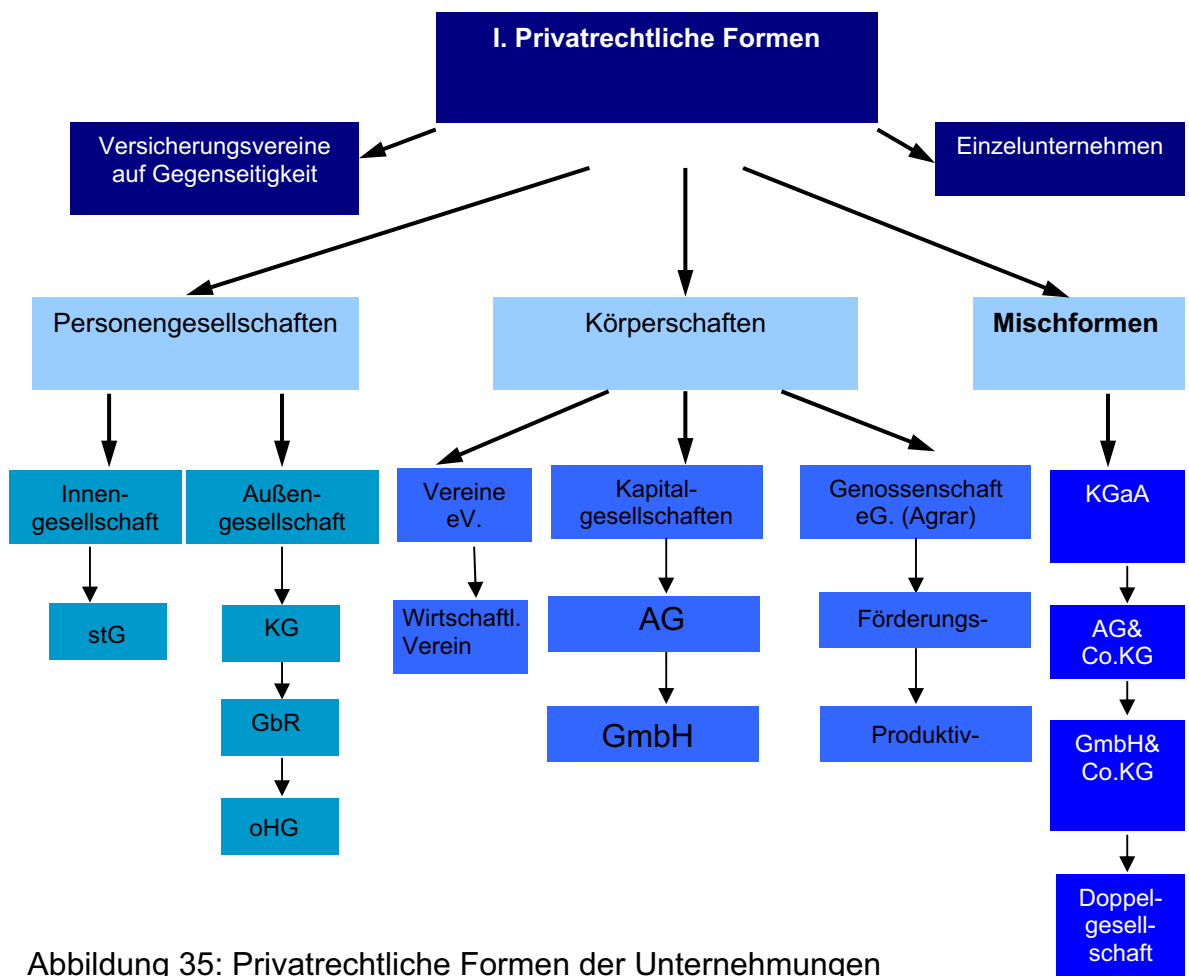 I. Privatrechtliche Formen
Versicherungsvereine
auf Gegenseitigkeit
Einzelunternehmen
Personengesellschaften
Körperschaften
Mischformen
Innen-
gesellschaft
Außen-
gesellschaft
Vereine
eV.
Kapital-
gesellschaften
Genossenschaft
eG. (Agrar)
KGaA
stG
KG
Wirtschaftl.
Verein
AG
Förderungs-
AG&
Co.KG
GbR
GmbH
Produktiv-
GmbH&
Co.KG
oHG
Doppel-
gesell-
schaft
Abbildung 35: Privatrechtliche Formen der Unternehmungen